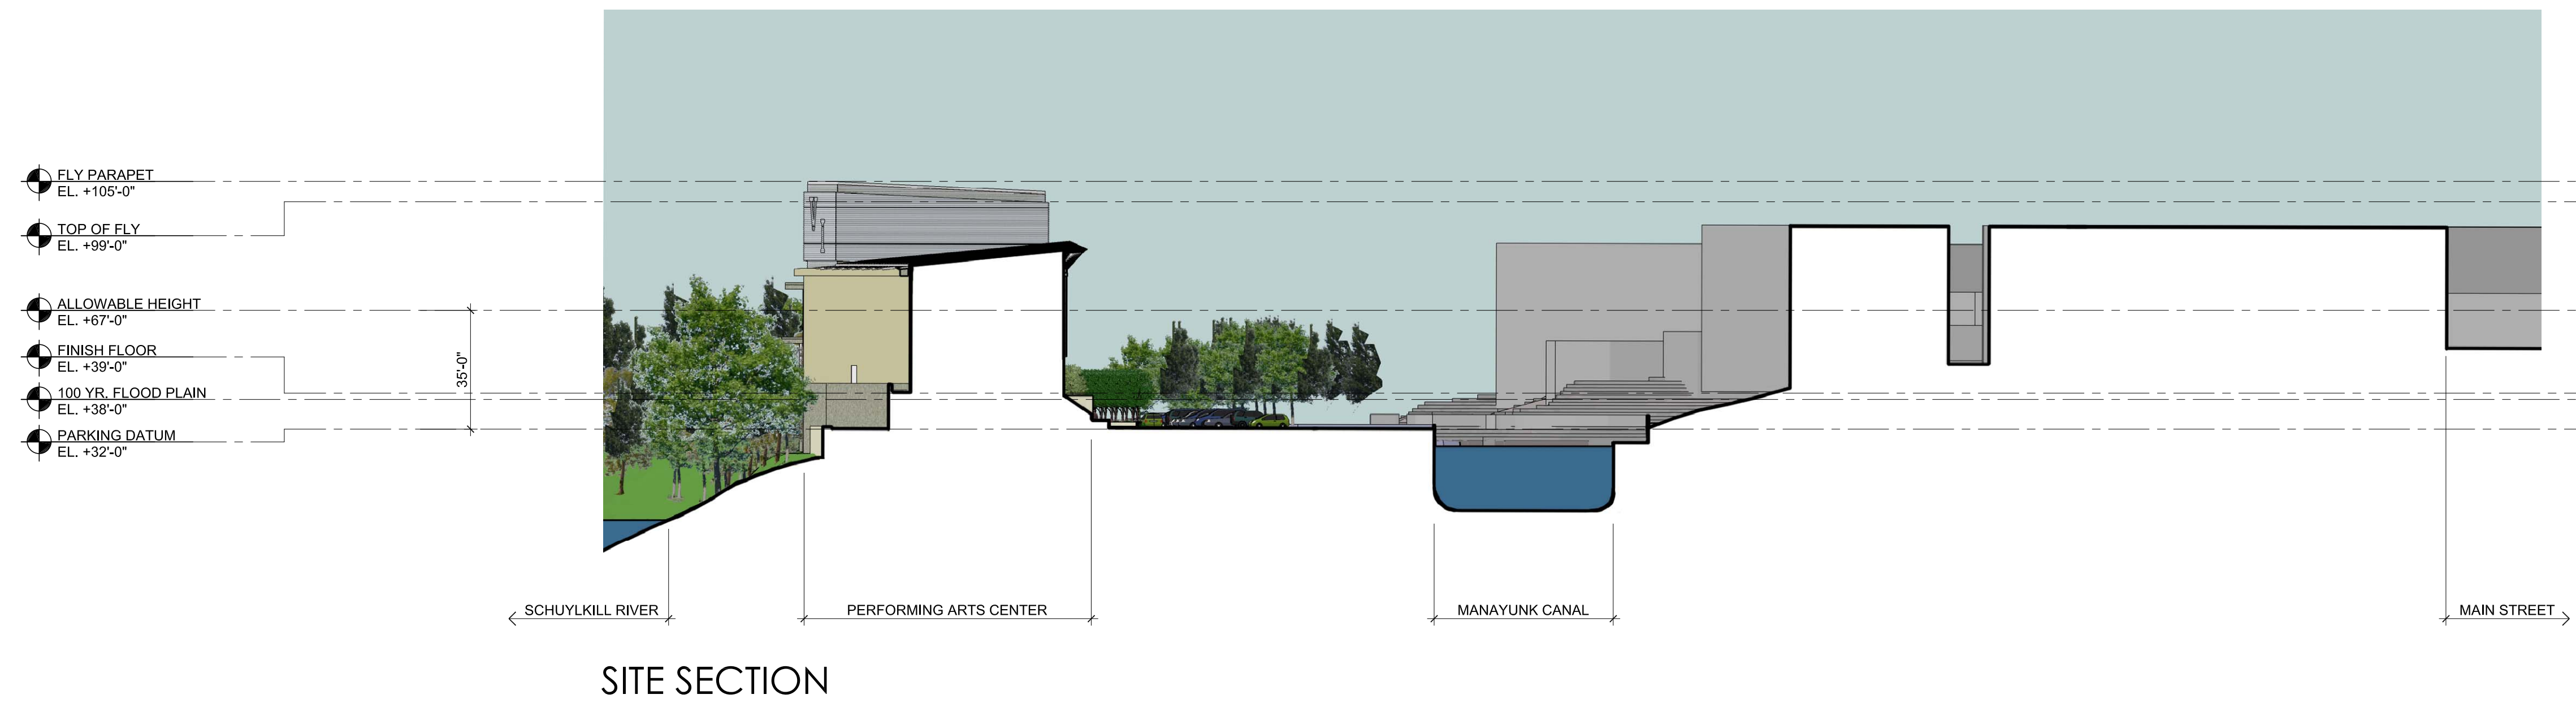 FLY PARAPET
EL. +105'-0"
TOP OF FLY
EL. +99'-0"
ALLOWABLE HEIGHT
EL. +67'-0"
FINISH FLOOR
EL. +39'-0"
100 YR. FLOOD PLAIN
EL. +38'-0"
PARKING DATUM
EL. +32'-0"
35'-0"
SCHUYLKILL RIVER
PERFORMING ARTS CENTER
MANAYUNK CANAL
MAIN STREET
SITE SECTION